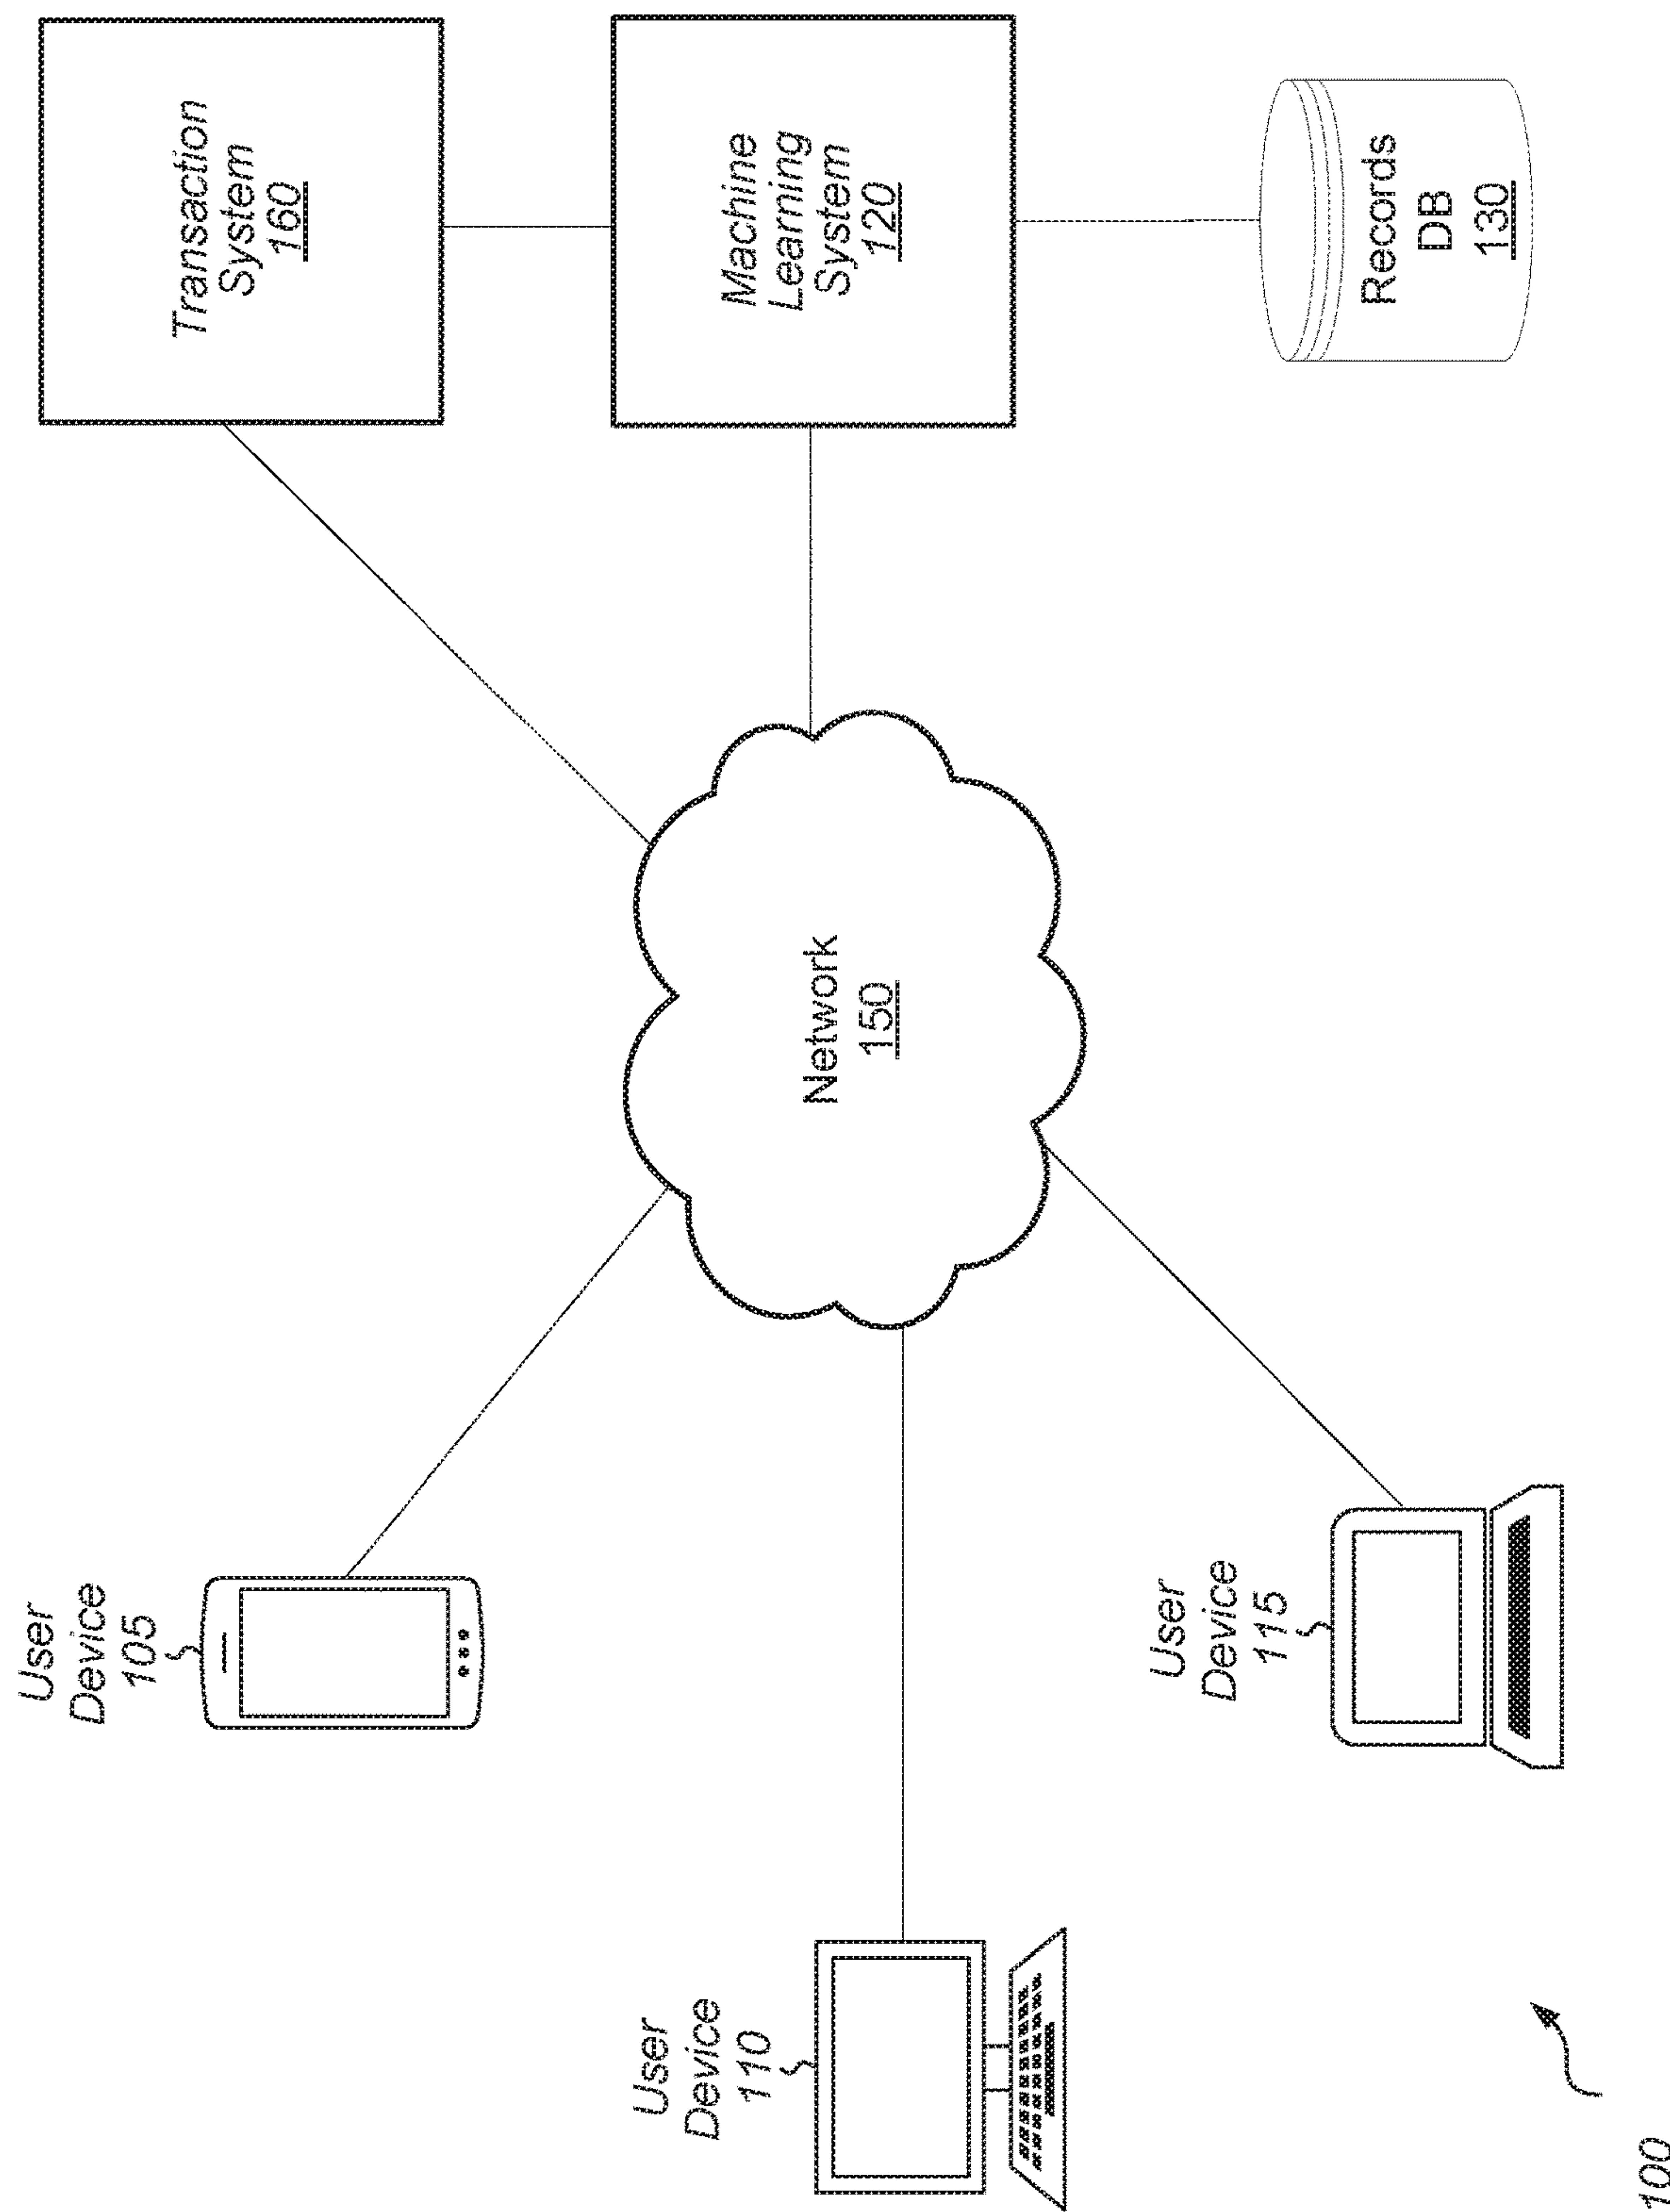 User
Device
105
Transaction
System
160
User
Device
110
Network
150
Machine
Learning
System
120
User
Device
115
Records
DB
130
100